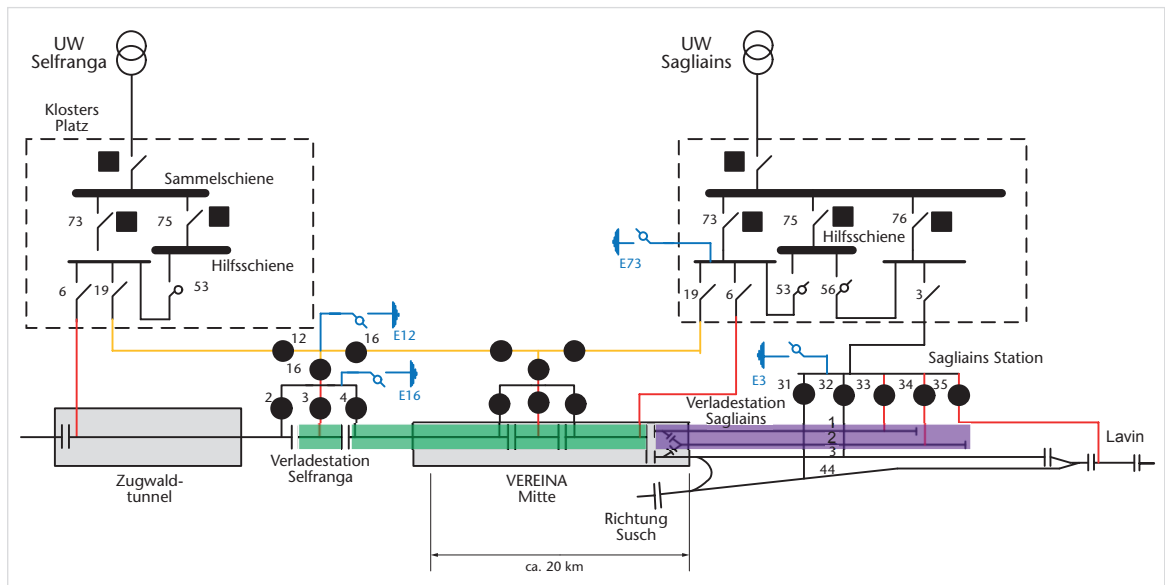 UW
Selfranga
UW
Sagliains
Klosters
Platz
Sammelschiene
73
75
73
75
76
Hilfsschiene
Hilfsschiene
E73
6
19
53
19
6
53
56
3
12
16
E12
16
E16
2
3
4
E3
Sagliains Station
31
32
33
34
35
Verladestation
Sagliains
1
2
3
44
Lavin
Verladestation
Selfranga
Zugwald-
tunnel
VEREINA
Mitte
Richtung
Susch
ca. 20 km